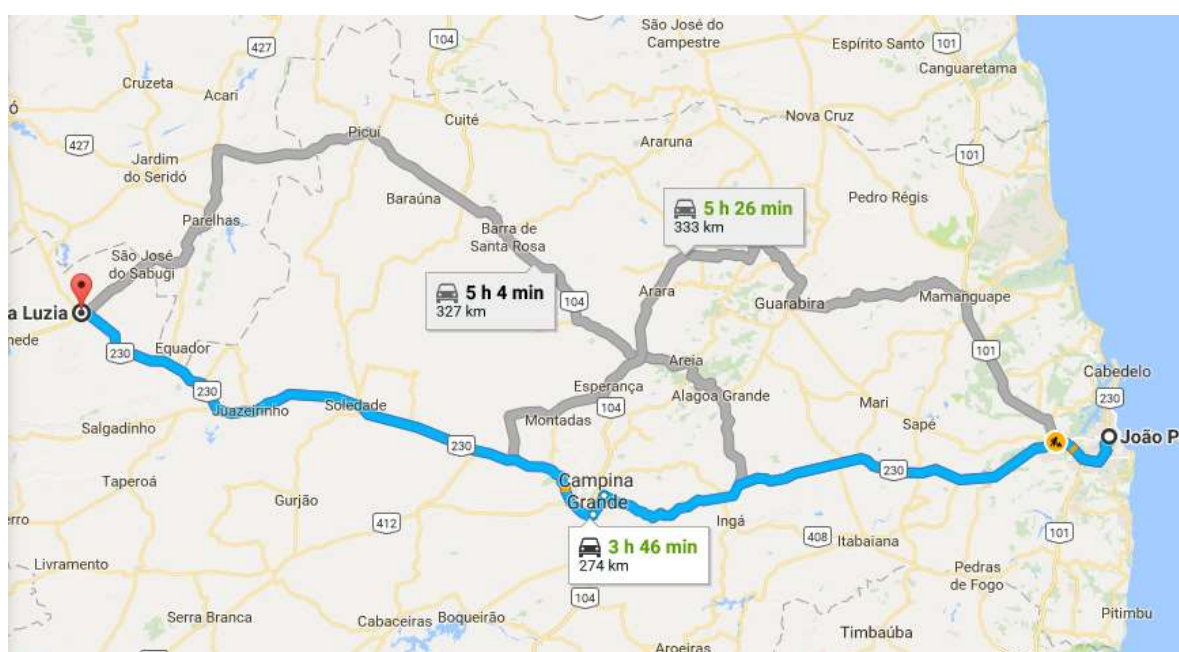 São José do
Campestre
Espírito Santo
101
104
427
Canguaretama
Cruzeta
Acari
ó
Cuité
Nova Cruz
Picuí
Araruna
427
101
Jardim
do Seridó
Baraúna
Pedro Régis
5 h 26 min
333 km
Parelhas
Barra de
Santa Rosa
São José
do Sabugi
5 h 4 min
327 km
104
Arara
Guarabira
Mamanguape
a Luzia
nede
230
Equador
101
Areia
Cabedelo
230
Esperança
Alagoa Grande
230
Juazeirinho
Soledade
104
Mari
Montadas
Salgadinho
Sapé
João P
230
230
Taperoá
Campina
Grande
Gurjão
412
Ingá
erro
3 h 46 min
274 km
408
Itabaiana
101
Livramento
Pedras
de Fogo
104
Serra Branca
Cabaceiras
Boqueirão
Pitimbu
Timbaúba
Aroeiras